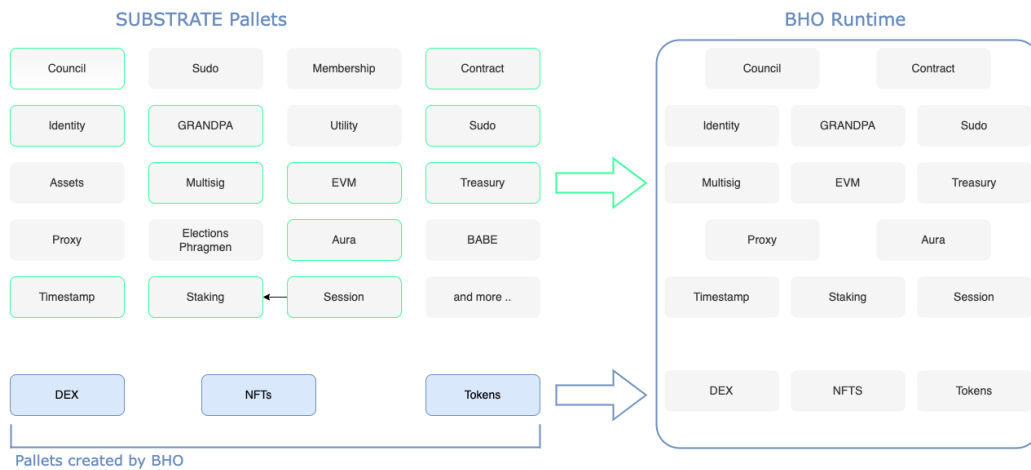 SUBSTRATE Pallets
BHO Runtime
Council
Sudo
Membership
Contract
Identity
GRANDPA
Utility
Sudo
Assets
Multisig
EVM
Treasury
Proxy
Elections
Phragmen
Aura
BABE
Timestamp
Staking
Session
and more ..
DEX
NFTs
Tokens
Pallets created by BHO
Council
Contract
Identity
GRANDPA
Sudo
Multisig
EVM
Treasury
Proxy
Aura
Timestamp
Staking
Session
DEX
NFTS
Tokens